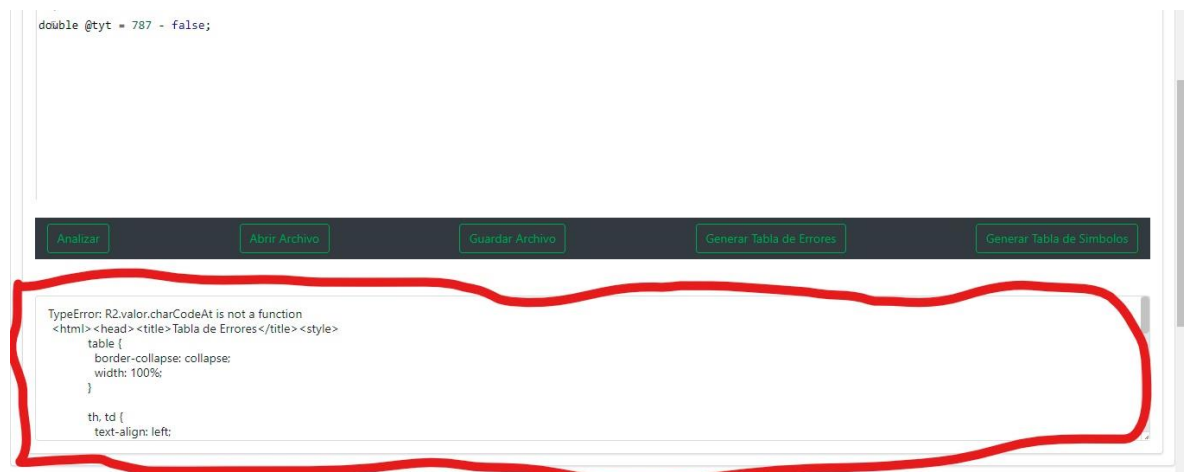 double @tyt = 787 - false;
Analizar
Abrir Archivo
Guardar Archivo
Generar Tabla de Errores
Generar Tabla de Simbolos
TypeError: R2.valor.charCodeAt is not a function
<html><head><title>Tabla de Errores</title><style>
table {
border-collapse: collapse;
width: 100%;
}
th, td {
text-align: left;